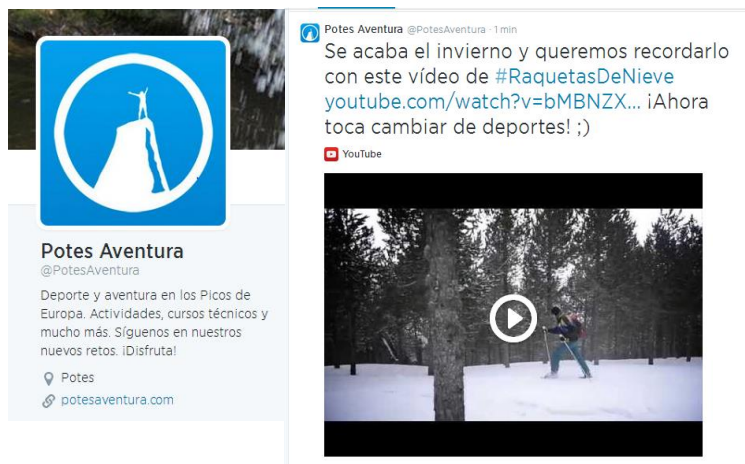 Potes Aventura
@PotesAventura
Deporte y aventura en los Picos de
Europa. Actividades, cursos técnicos y
mucho más. Síguenos en nuestros
nuevos retos. ¡Disfruta!
Potes
potesaventura.com
Potes Aventura @PotesAventura · 1 min
Se acaba el invierno y queremos recordarlo
con este vídeo de #RaquetasDeNieve
youtube.com/watch?v=bMBNZX... ¡Ahora
toca cambiar de deportes! ;)
YouTube